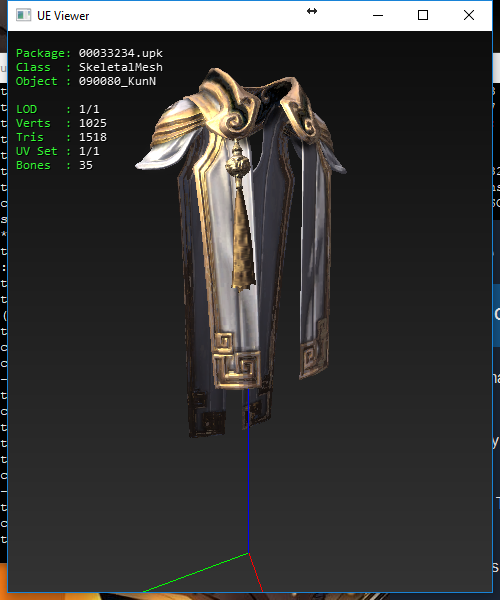 UE Viewer
Package: 00033234.upk
Class : SkeletalMesh
Object : 090080_KunN
LOD : 1/1
Verts : 1025
Tris : 1518
UV Set : 1/1
Bones : 35